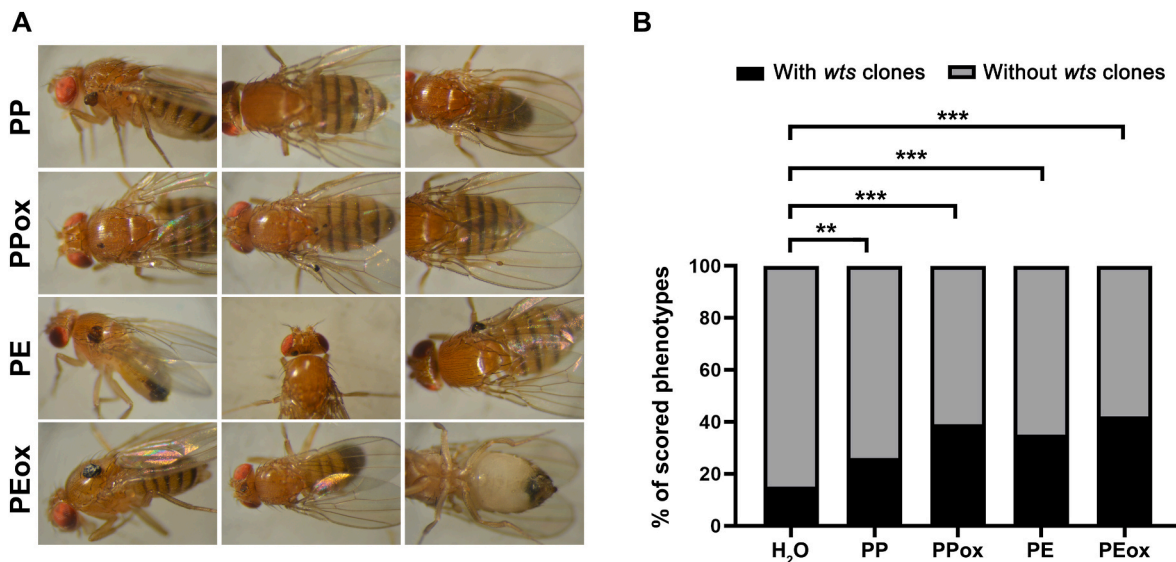 A
PP
PPox
PE
PEox
B
With wts clones
Without wts clones
***
***
***
**
% of scored phenotypes
100
80
60
40
20
0
H₂O
PP
PPox
PE
PEox